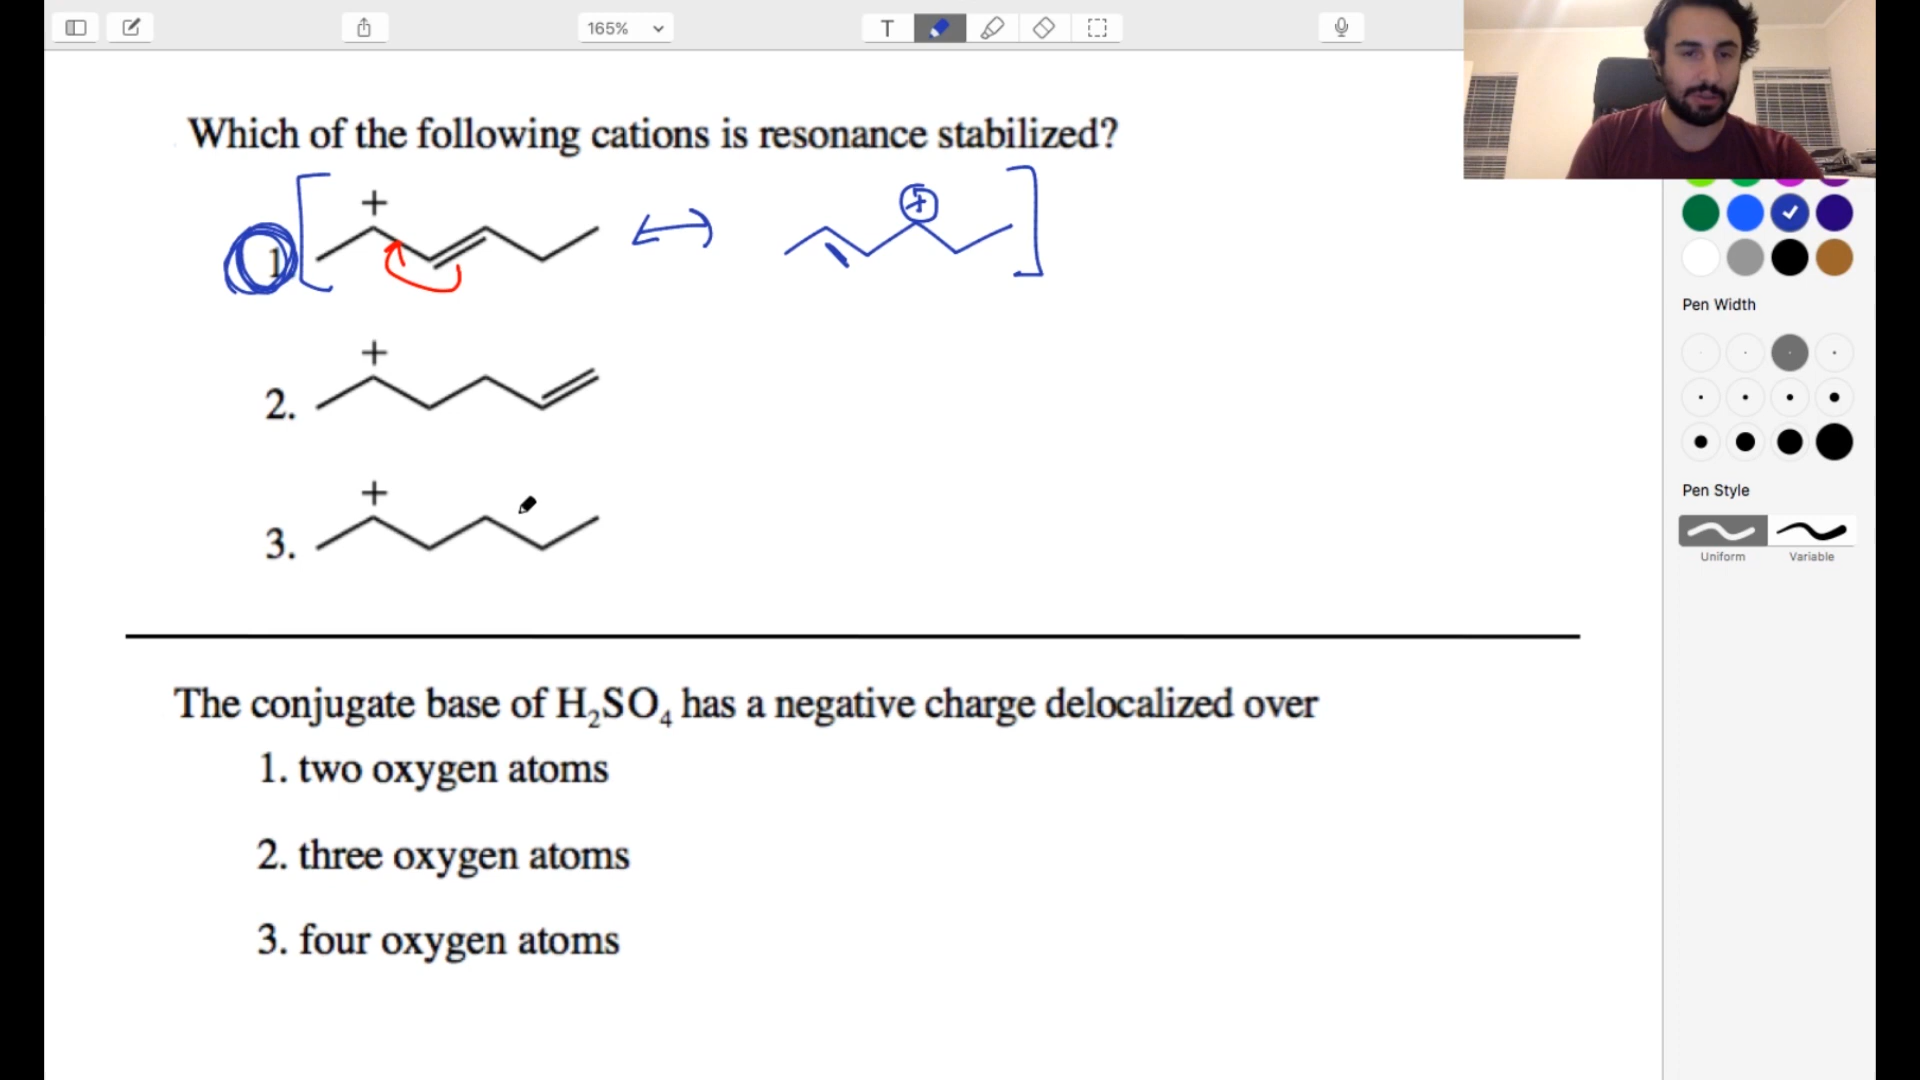 165%
T
Which of the following cations is resonance stabilized?
+
1
+
+
2.
+
3.
The conjugate base of H₂SO₄ has a negative charge delocalized over
1. two oxygen atoms
2. three oxygen atoms
3. four oxygen atoms
Pen Width
Pen Style
Uniform
Variable